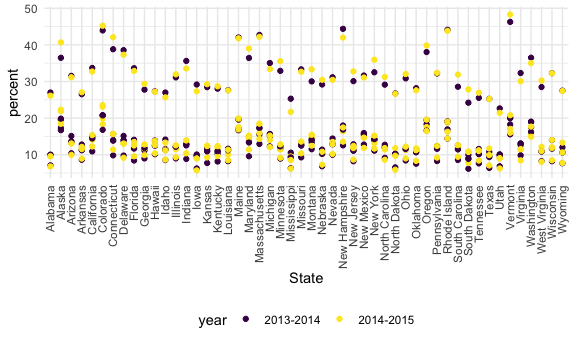 50
40
30
20
10
percent
Alabama
Alaska
Arizona
Arkansas
California
Colorado
Connecticut
Delaware
Florida
Georgia
Hawaii
Idaho
Illinois
Indiana
Iowa
Kansas
Kentucky
Louisiana
Maine
Maryland
Massachusetts
Michigan
Minnesota
Mississippi
Missouri
Montana
Nebraska
Nevada
New Hampshire
New Jersey
New Mexico
New York
North Carolina
North Dakota
Ohio
Oklahoma
Oregon
Pennsylvania
Rhode Island
South Carolina
South Dakota
Tennessee
Texas
Utah
Vermont
Virginia
Washington
West Virginia
Wisconsin
Wyoming
State
year 2013-2014 2014-2015